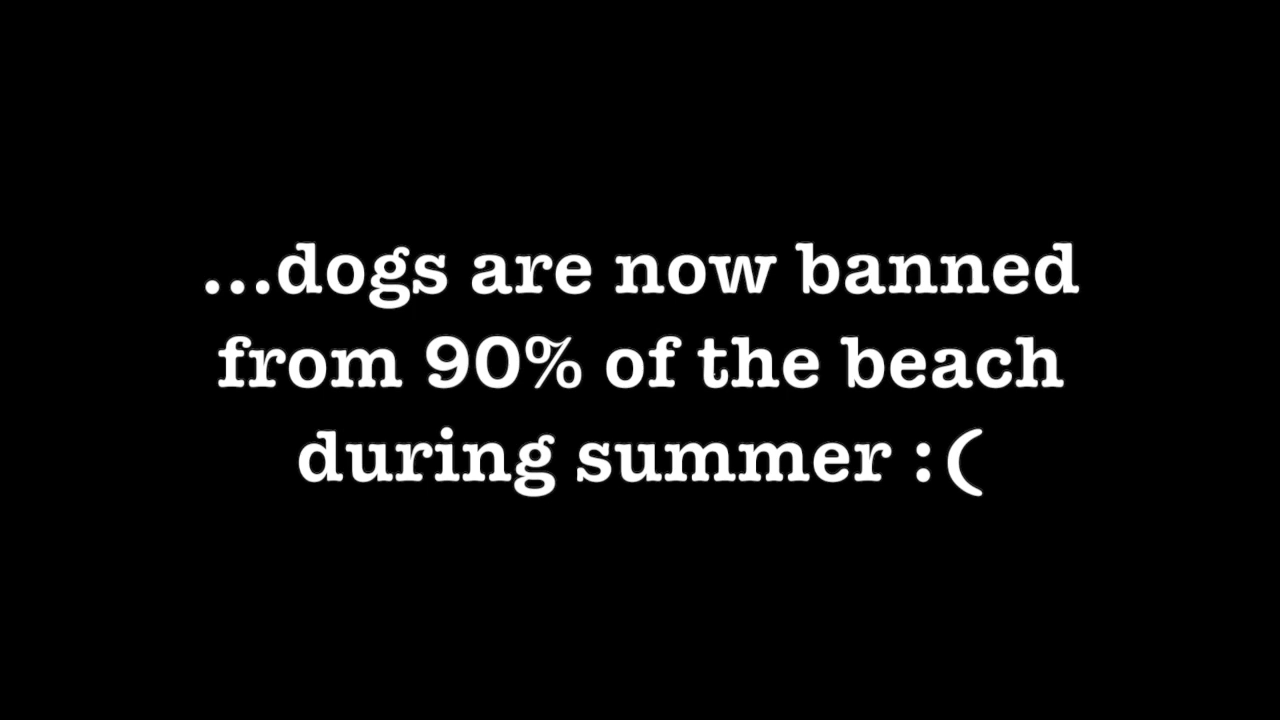 ...dogs are now banned
from 90% of the beach
during summer :(